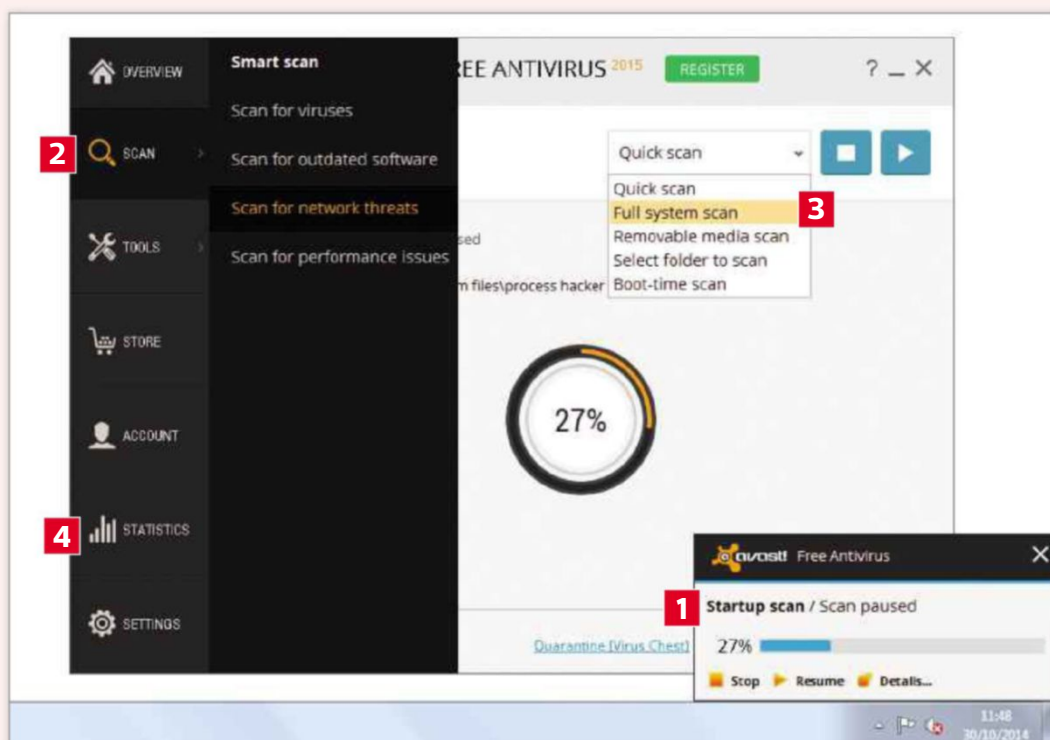 OVERVIEW
2
SCAN
TOOLS
STORE
ACCOUNT
4
STATISTICS
SETTINGS
Smart scan
Scan for viruses
Scan for outdated software
Scan for network threats
Scan for performance issues
EE ANTIVIRUS 2015
REGISTER
?
Quick scan
Quick scan
Full system scan
3
Removable media scan
Select folder to scan
Boot-time scan
sed
m files\process hacker
27%
Quarantine [Virus Chest]
avast! Free Antivirus
1
Startup scan / Scan paused
27%
Stop Resume Details...
11:48
30/10/2014